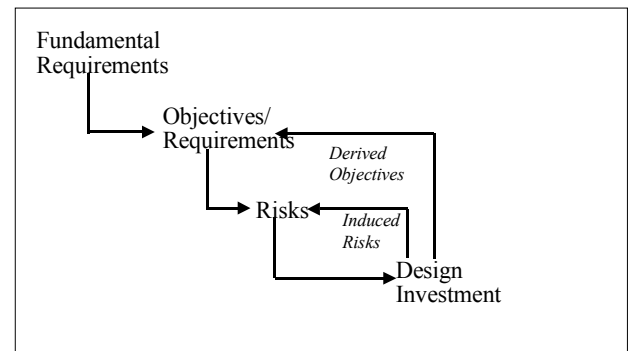 Fundamental
Requirements
Objectives/
Requirements
Derived
Objectives
Risks
Induced
Risks
Design
Investment